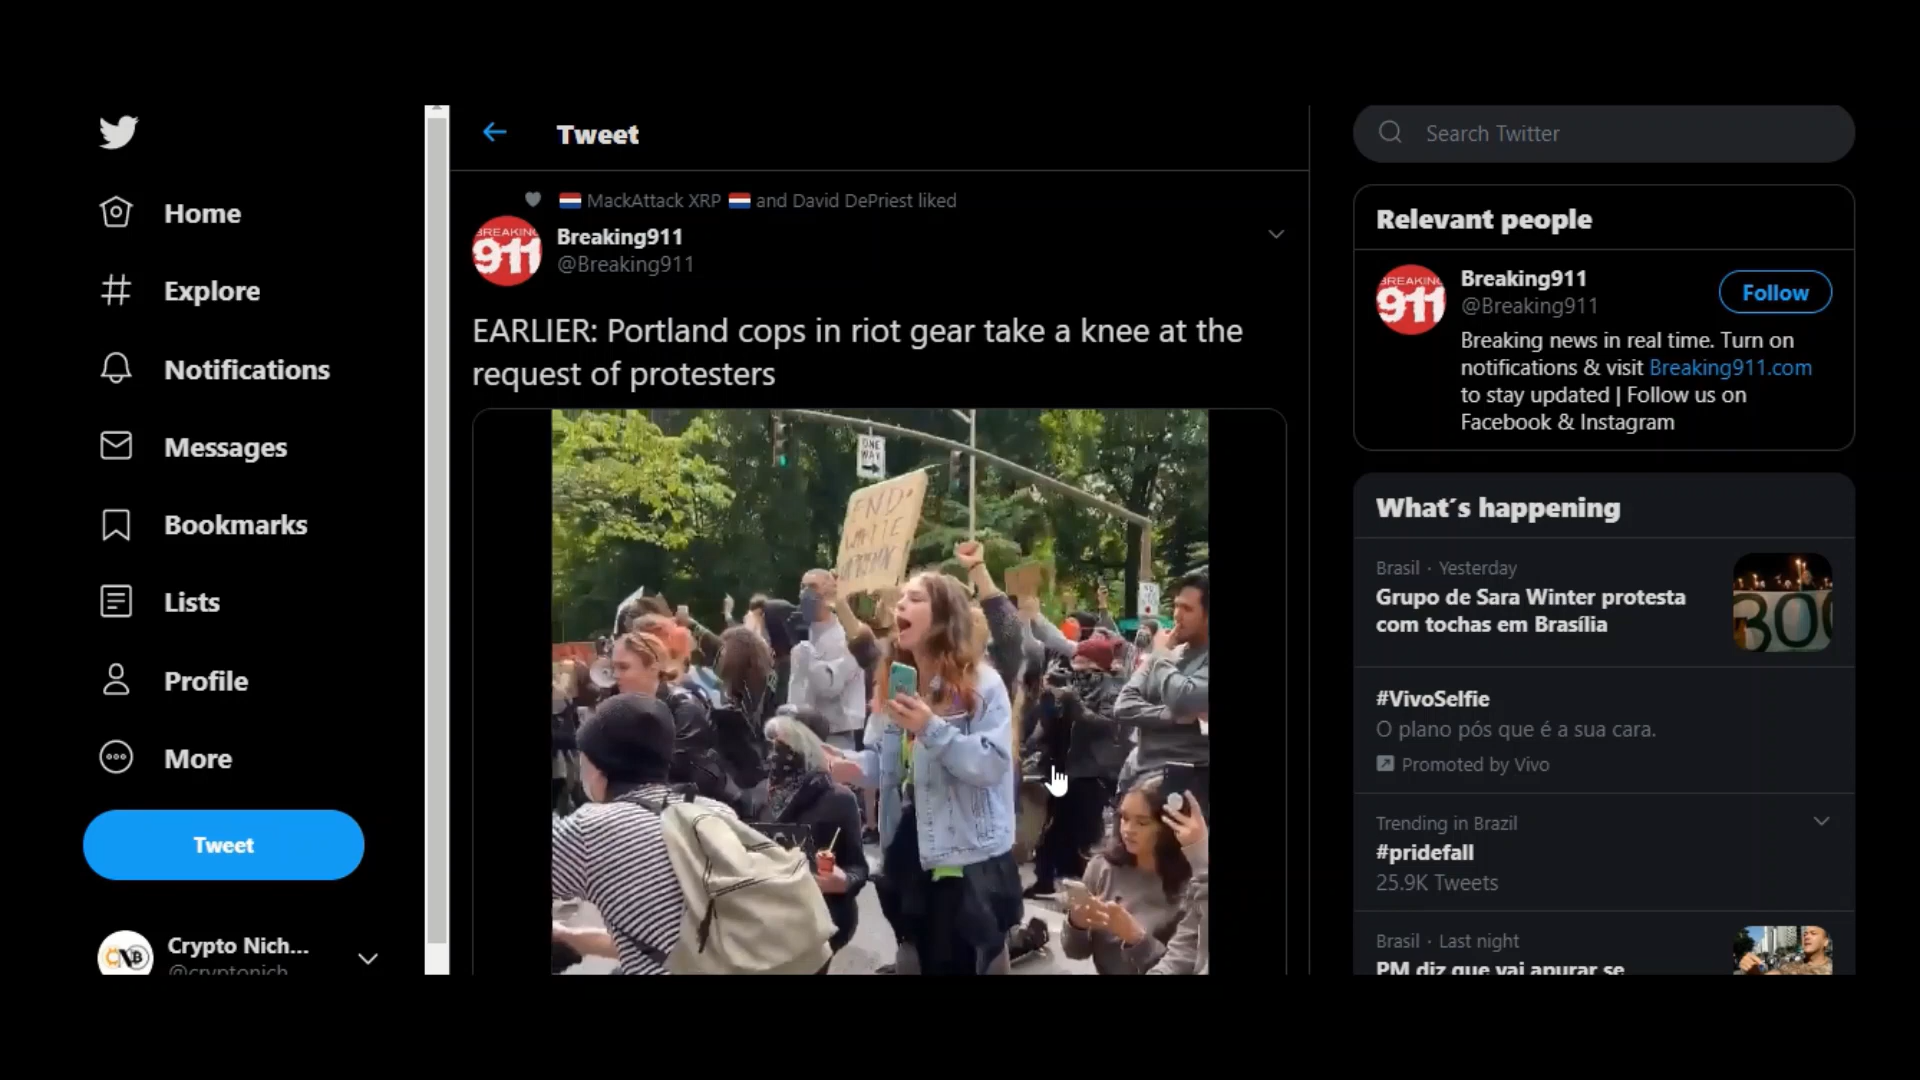 Home
Explore
Notifications
Messages
Bookmarks
Lists
Profile
More
Tweet
Crypto Nich...
@cryptonich
Tweet
MackAttack XRP and David DePriest liked
BREAKING
911
Breaking911
@Breaking911
EARLIER: Portland cops in riot gear take a knee at the
request of protesters
ONE
WAY
END
WHITE
Search Twitter
Relevant people
BREAKING
911
Breaking911
@Breaking911
Follow
Breaking news in real time. Turn on
notifications & visit Breaking911.com
to stay updated | Follow us on
Facebook & Instagram
What´s happening
Brasil · Yesterday
Grupo de Sara Winter protesta
com tochas em Brasília
300
#VivoSelfie
O plano pós que é a sua cara.
Promoted by Vivo
Trending in Brazil
#pridefall
25.9K Tweets
Brasil · Last night
PM diz que vai apurar se